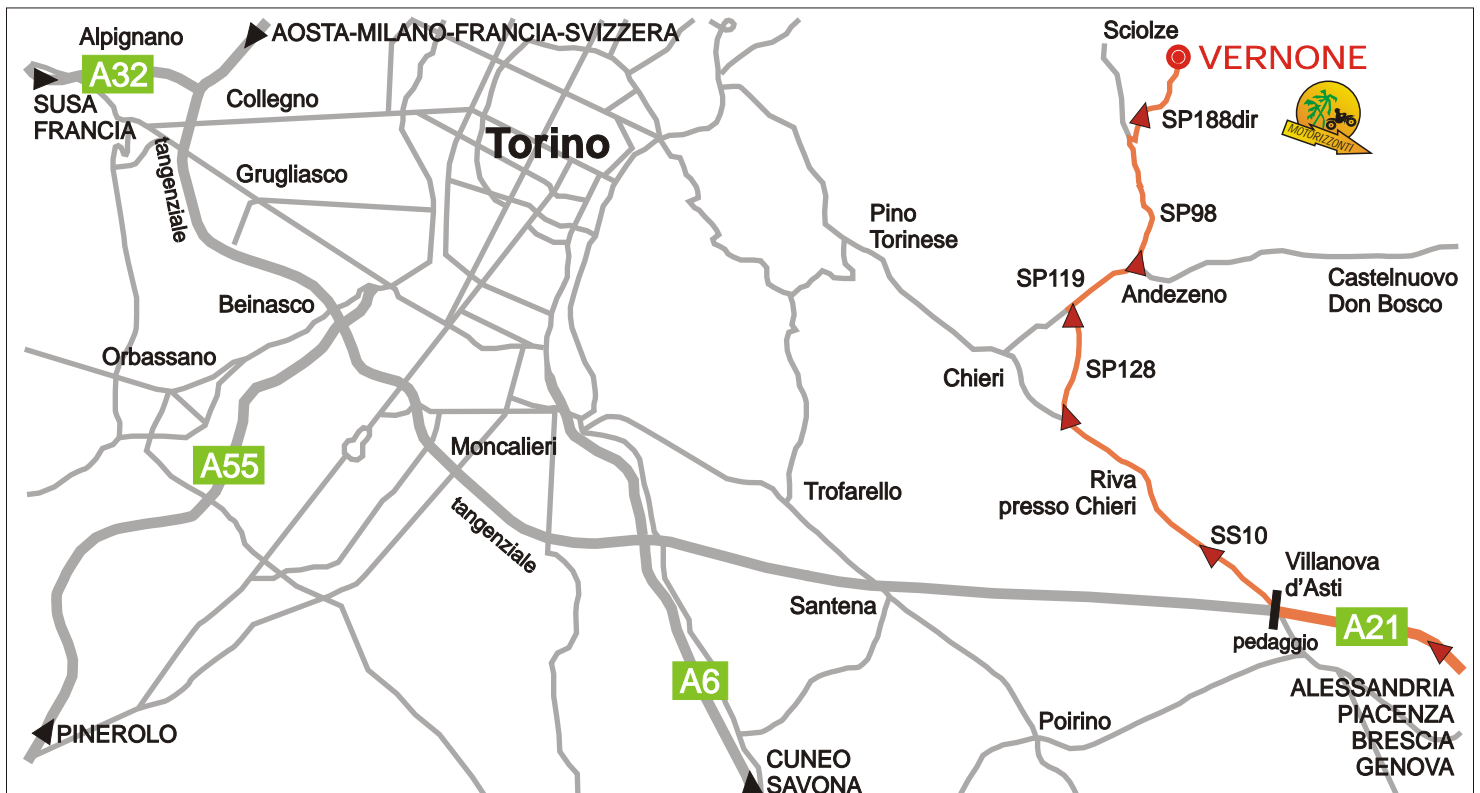 Alpignano
AOSTA-MILANO-FRANCIA-SVIZZERA
A32
SUSA
FRANCIA
Collegno
tangenziale
Grugliasco
Torino
Sciolze
VERNONE
SP188dir
MOTORIZZONTI
Pino
Torinese
SP98
SP119
Andezeno
Castelnuovo
Don Bosco
Beinasco
Orbassano
Chieri
SP128
Moncalieri
A55
Trofarello
Riva
presso Chieri
tangenziale
SS10
Villanova
d'Asti
Santena
pedaggio
A21
A6
ALESSANDRIA
PIACENZA
BRESCIA
GENOVA
Poirino
PINEROLO
CUNEO
SAVONA